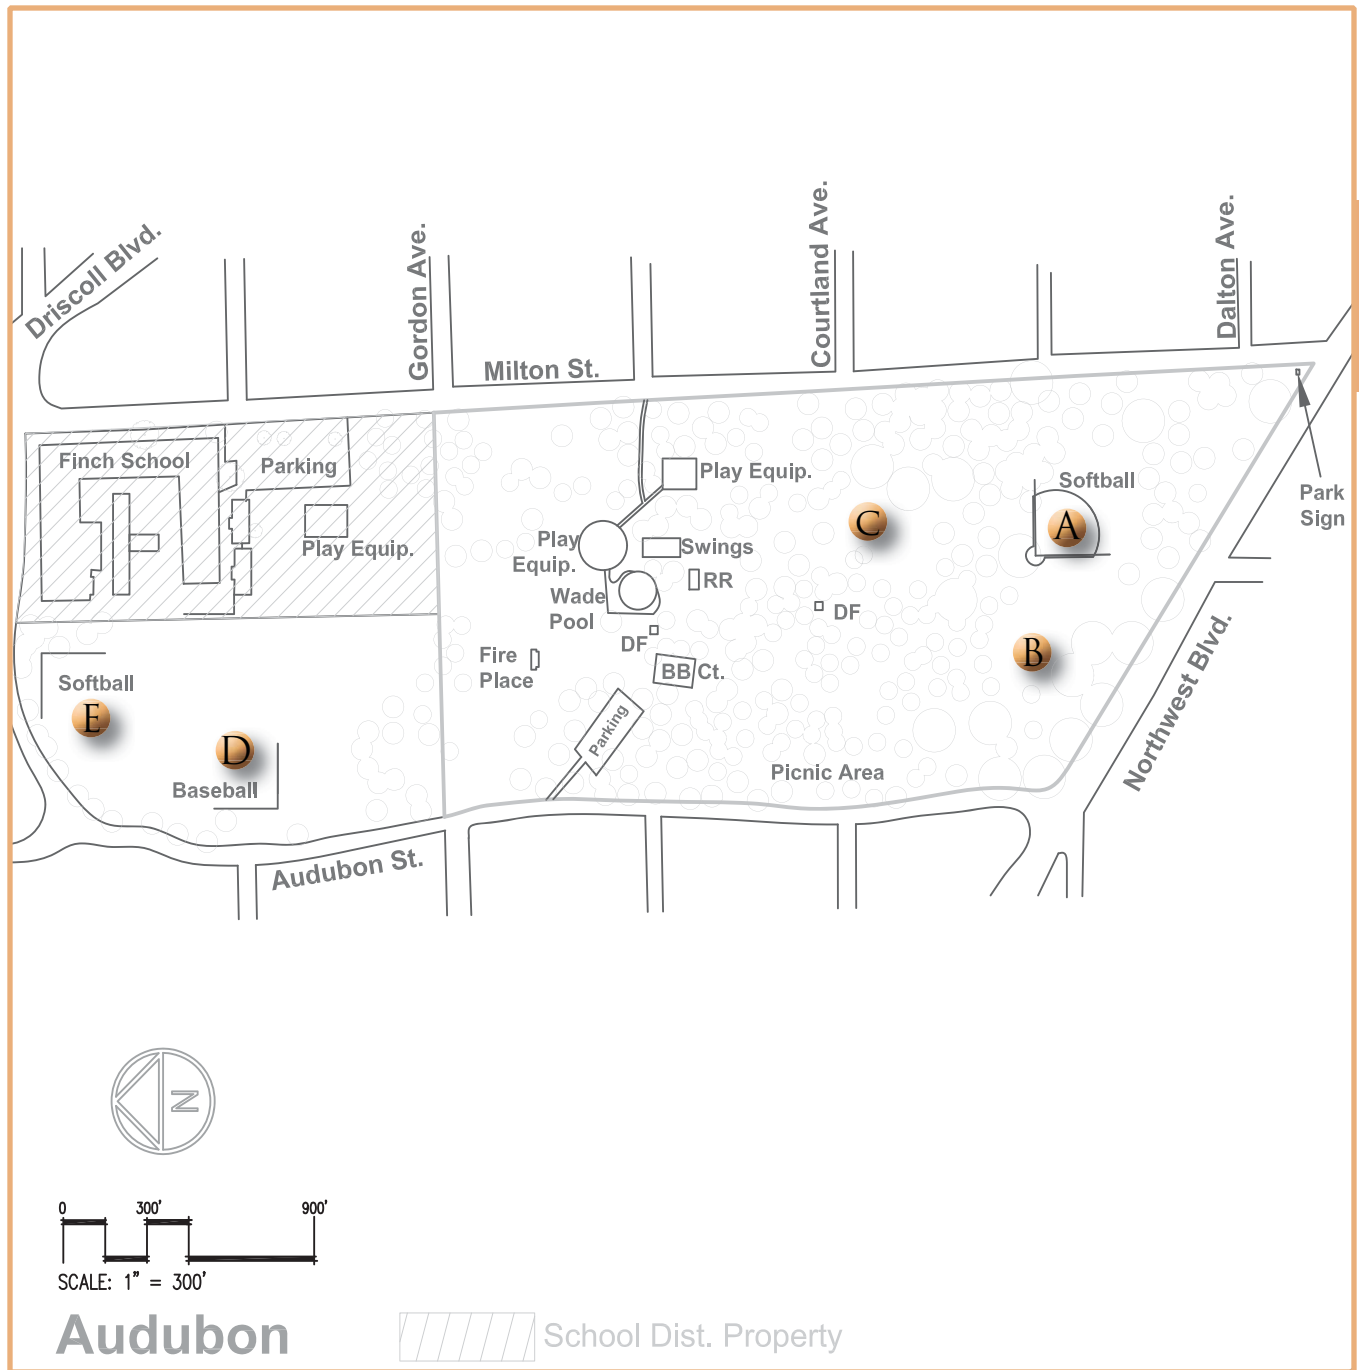 Driscoll Blvd.
Gordon Ave.
Courtland Ave.
Dalton Ave.
Milton St.
Finch School
Parking
Play Equip.
Play Equip.
Softball
A
Park
Sign
C
Play
Equip.
Swings
RR
Wade
Pool
DF
DF
B
Fire
Place
BB Ct.
Softball
E
D
Baseball
Parking
Picnic Area
Northwest Blvd.
Audubon St.
N
0 300' 900'
SCALE: 1" = 300'
Audubon
School Dist. Property